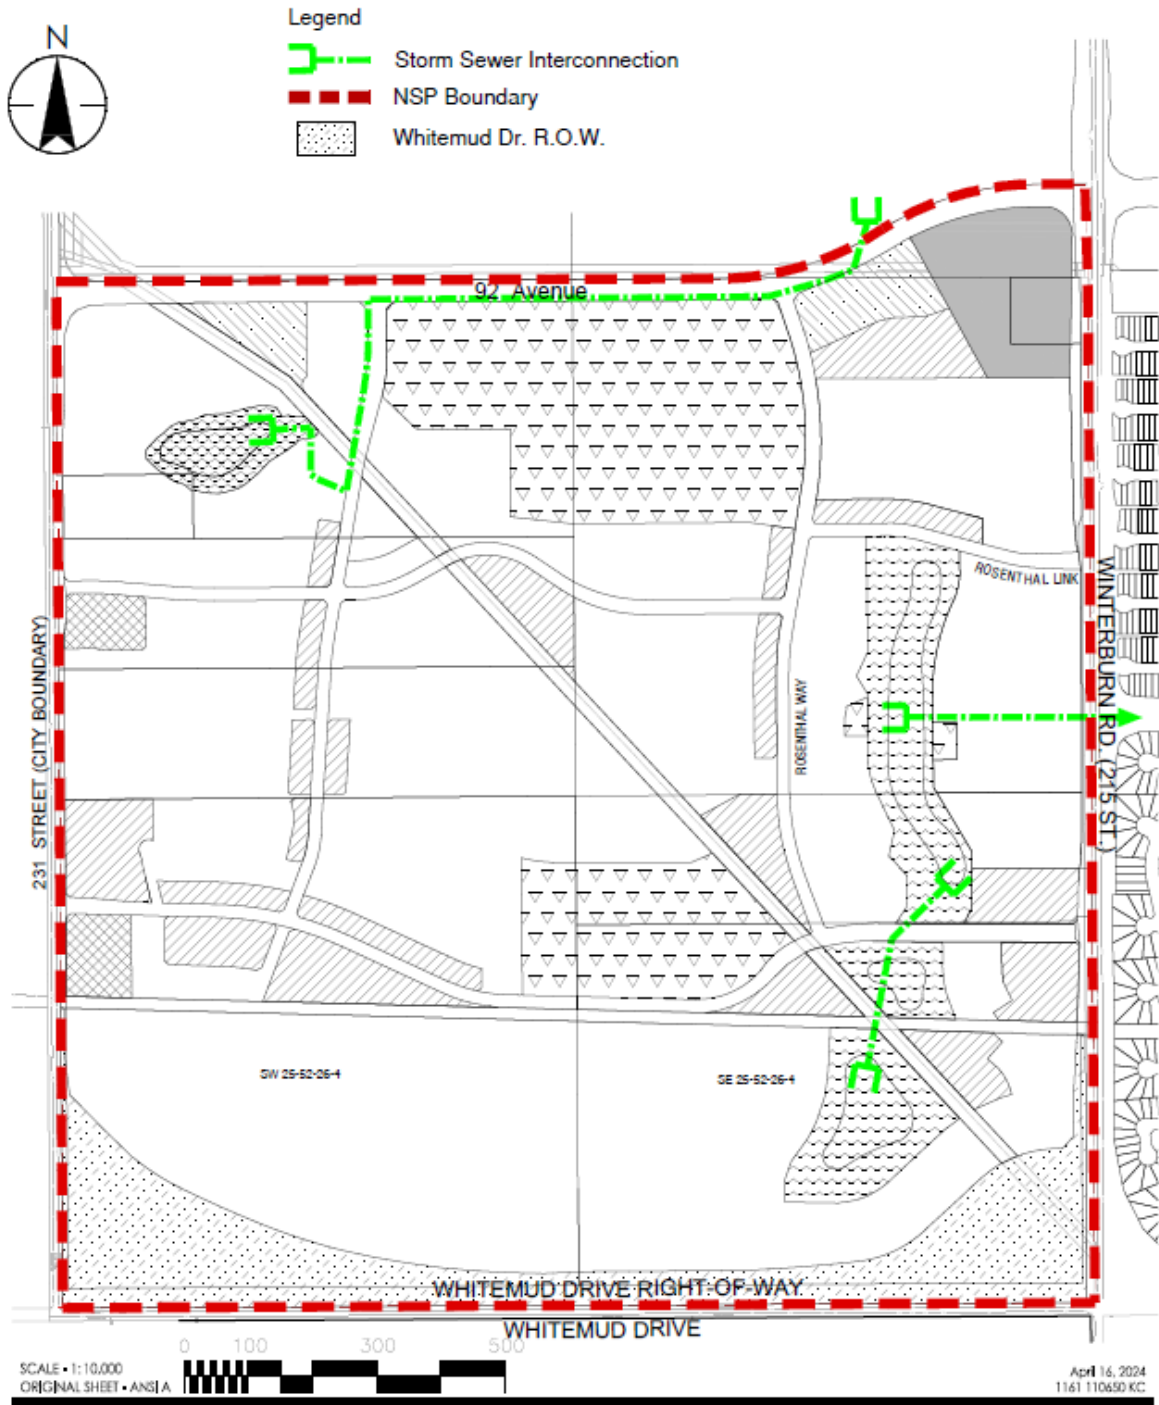 Legend
N
Storm Sewer Interconnection
NSP Boundary
Whitemud Dr. R.O.W.
92 Avenue
ROSENTHAL LINK
231 STREET (CITY BOUNDARY)
ROSENTHAL WAY
WINTERBURN RD. (215 ST.)
SW 25-52-26-4
SE 25-52-26-4
WHITEMUD DRIVE RIGHT-OF-WAY
WHITEMUD DRIVE
0 100 300 500
SCALE • 1:10,000
ORIGINAL SHEET • ANSI A
April 16, 2024
1161 110650 KC